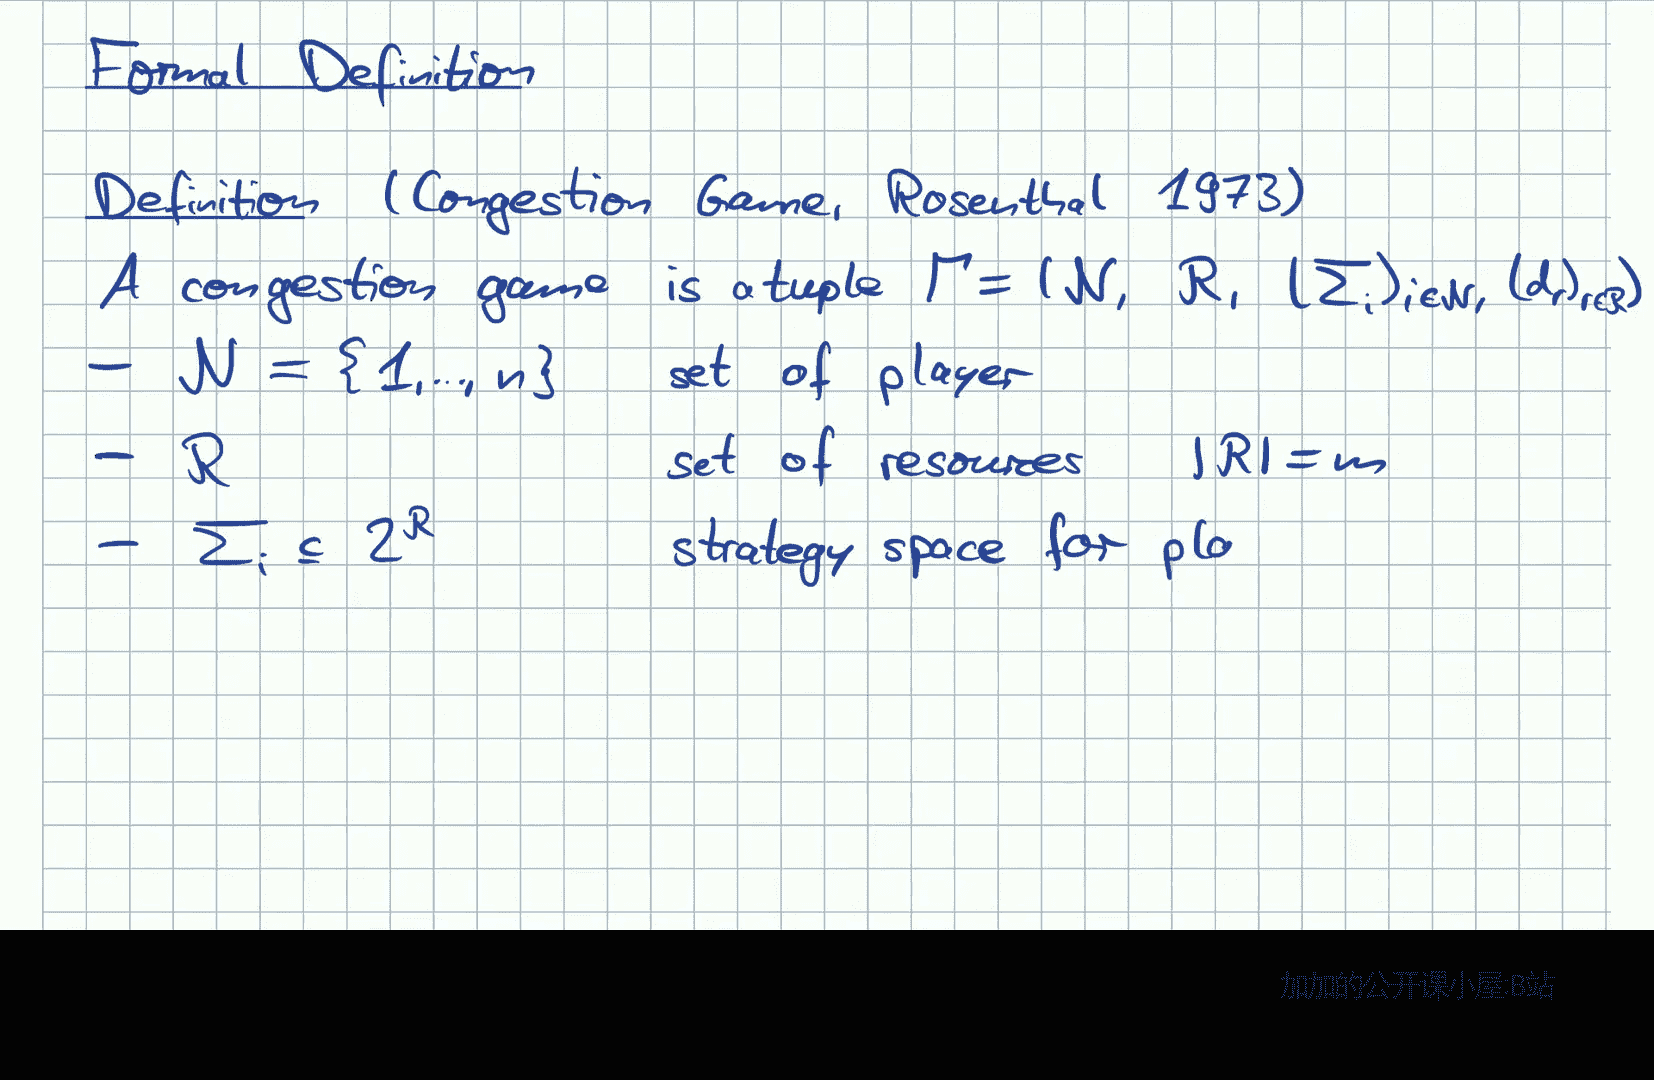 Formal Definition
Definition (Congestion Game, Rosenthal 1973)
A congestion game is a tuple Γ = (N, R, (Σᵢ)ᵢ∈N, (dᵣ)ᵣ∈R)
- N = {1,..., n} set of player
- R set of resources |R| = m
- Σᵢ ⊆ 2^R strategy space for pla
加加的公开课小屋:B站